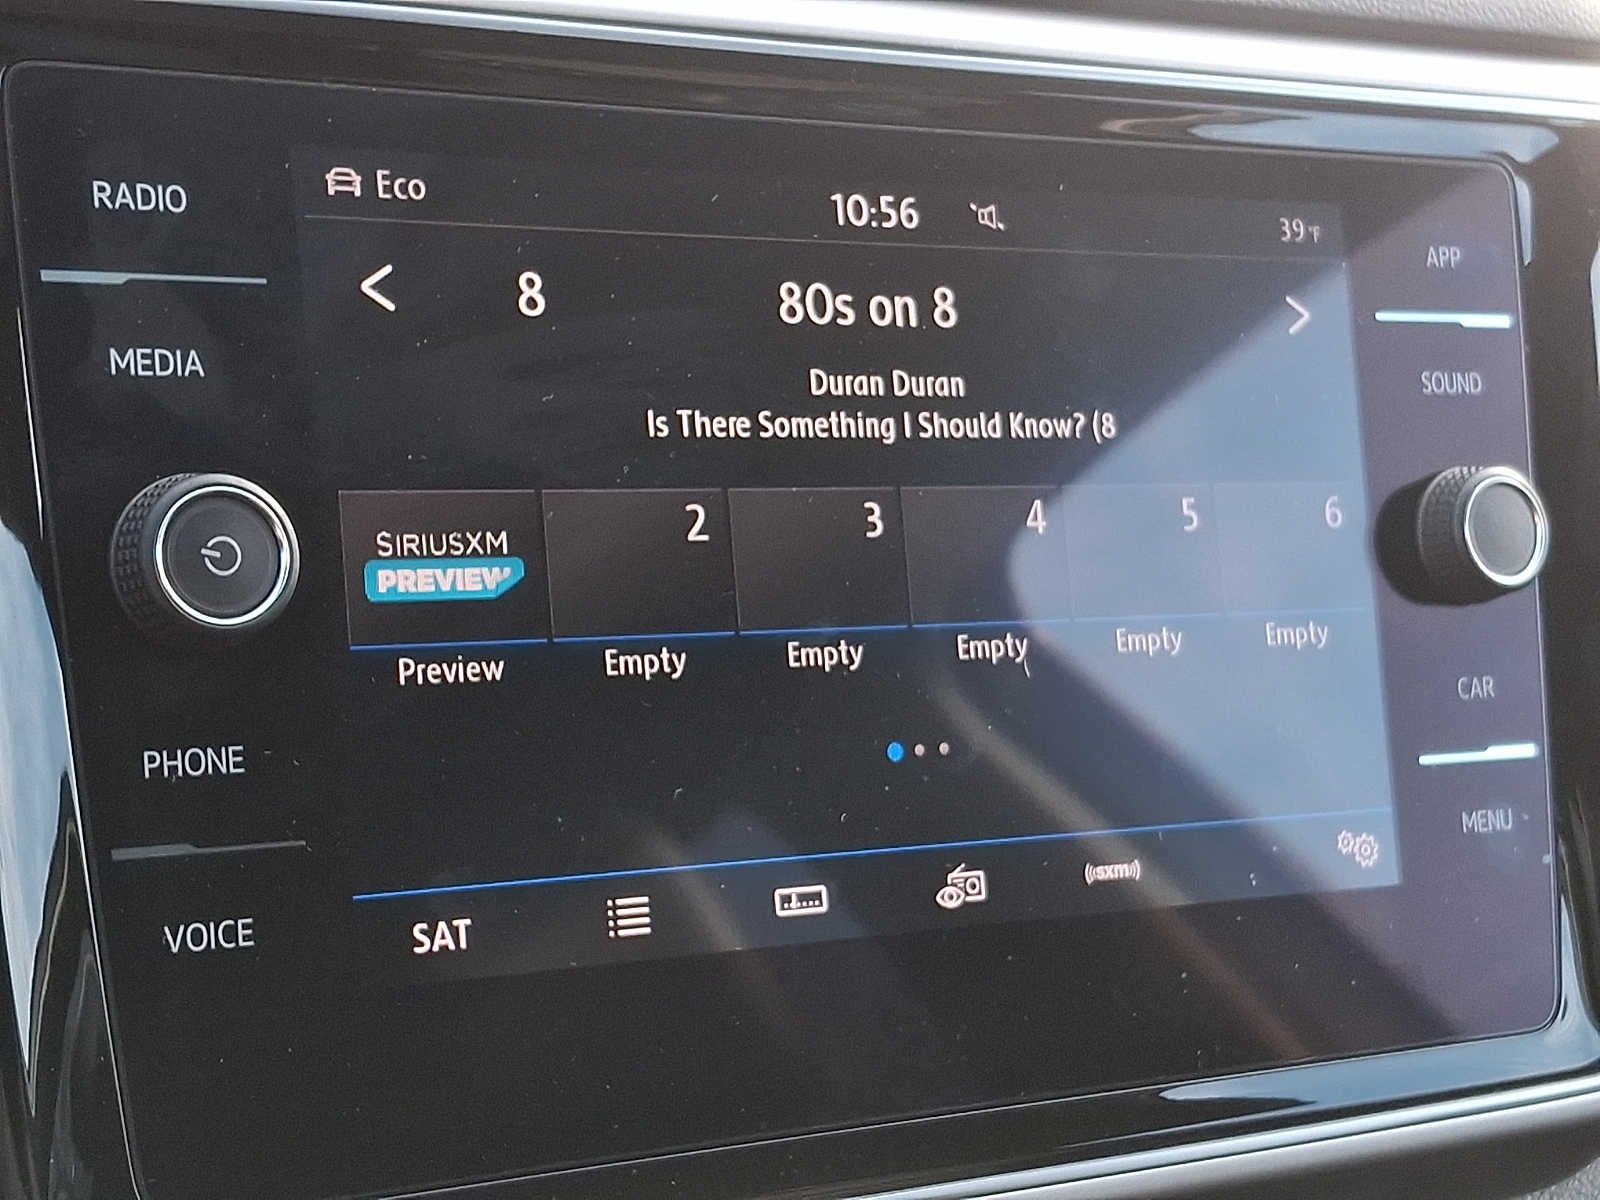 RADIO
Eco
10:56
39°F
APP
8
80s on 8
SOUND
MEDIA
Duran Duran
Is There Something I Should Know? (8
SIRIUSXM
PREVIEW
2
3
4
5
6
Preview
Empty
Empty
Empty
Empty
Empty
CAR
PHONE
MENU
VOICE
SAT
((sxm))